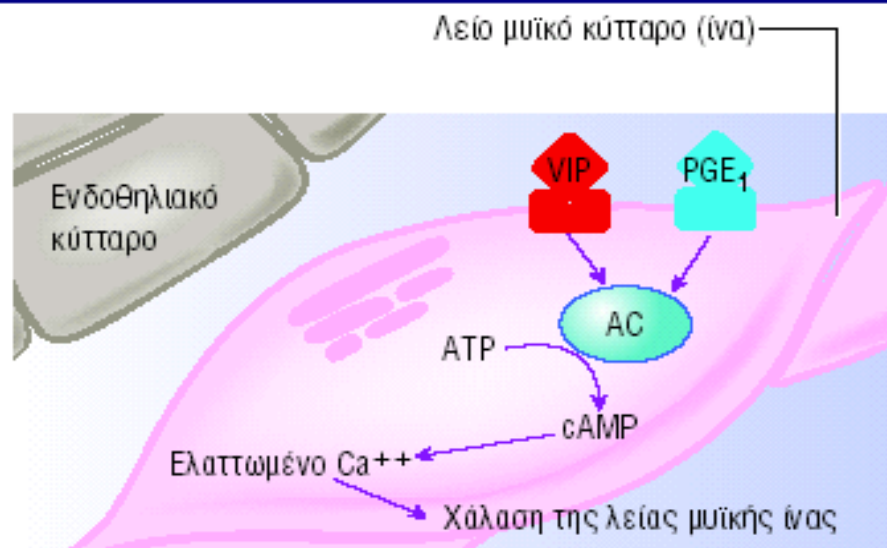 Λείο μυϊκό κύτταρο (ίνα)
VIP
PGE₁
Ενδοθηλιακό
κύτταρο
AC
ATP
cAMP
Ελαττωμένο Ca⁺⁺
Χάλαση της λείας μυϊκής ίνας